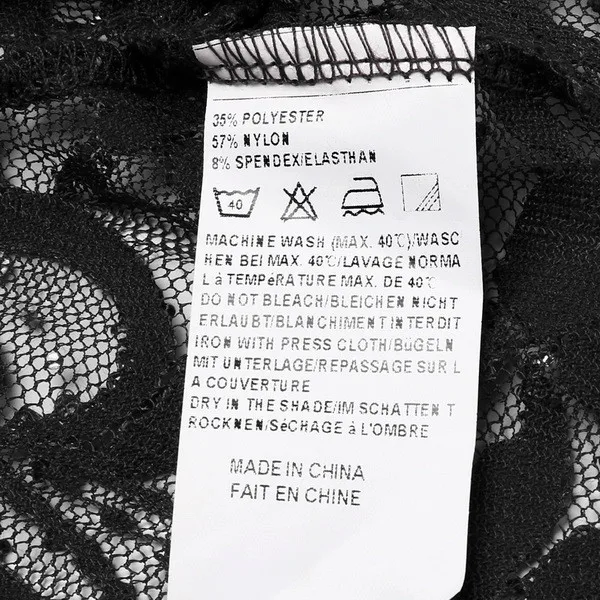 35% POLYESTER
57% NYLON
8% SPENDEX/ELASTHAN
40
MACHINE WASH (MAX. 40℃)/WASC
HEN BEI MAX. 40℃/LAVAGE NORMA
L à TEMPéRATURE MAX. DE 40℃
DO NOT BLEACH/BLEICHEN NICHT
ERLAUBT/BLANCHIMENT INTERDIT
IRON WITH PRESS CLOTH/BüGELN
MIT UNTERLAGE/REPASSAGE SUR L
A COUVERTURE
DRY IN THE SHADE/IM SCHATTEN T
ROCKNEN/SéCHAGE à L'OMBRE
MADE IN CHINA
FAIT EN CHINE